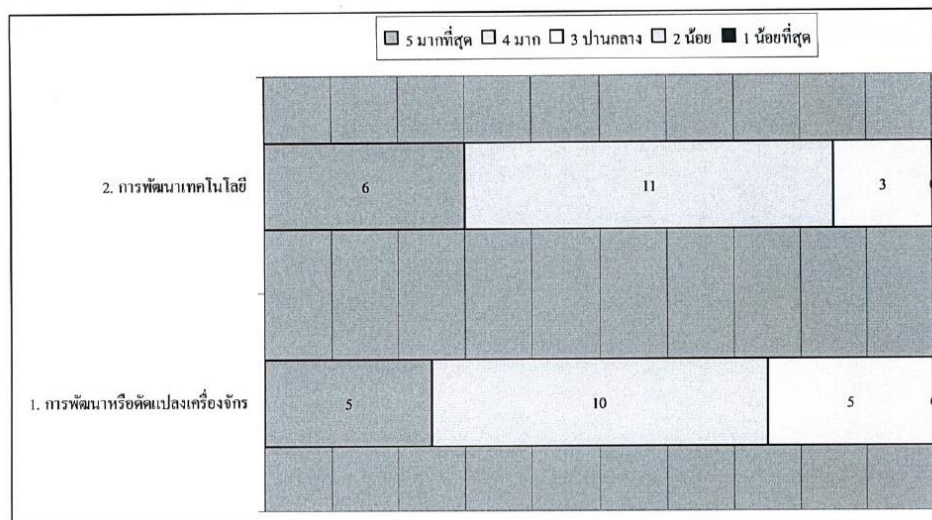 5 มากที่สุด 4 มาก 3 ปานกลาง 2 น้อย 1 น้อยที่สุด
2. การพัฒนาเทคโนโลยี 6 11 3
1. การพัฒนาหรือดัดแปลงเครื่องจักร 5 10 5